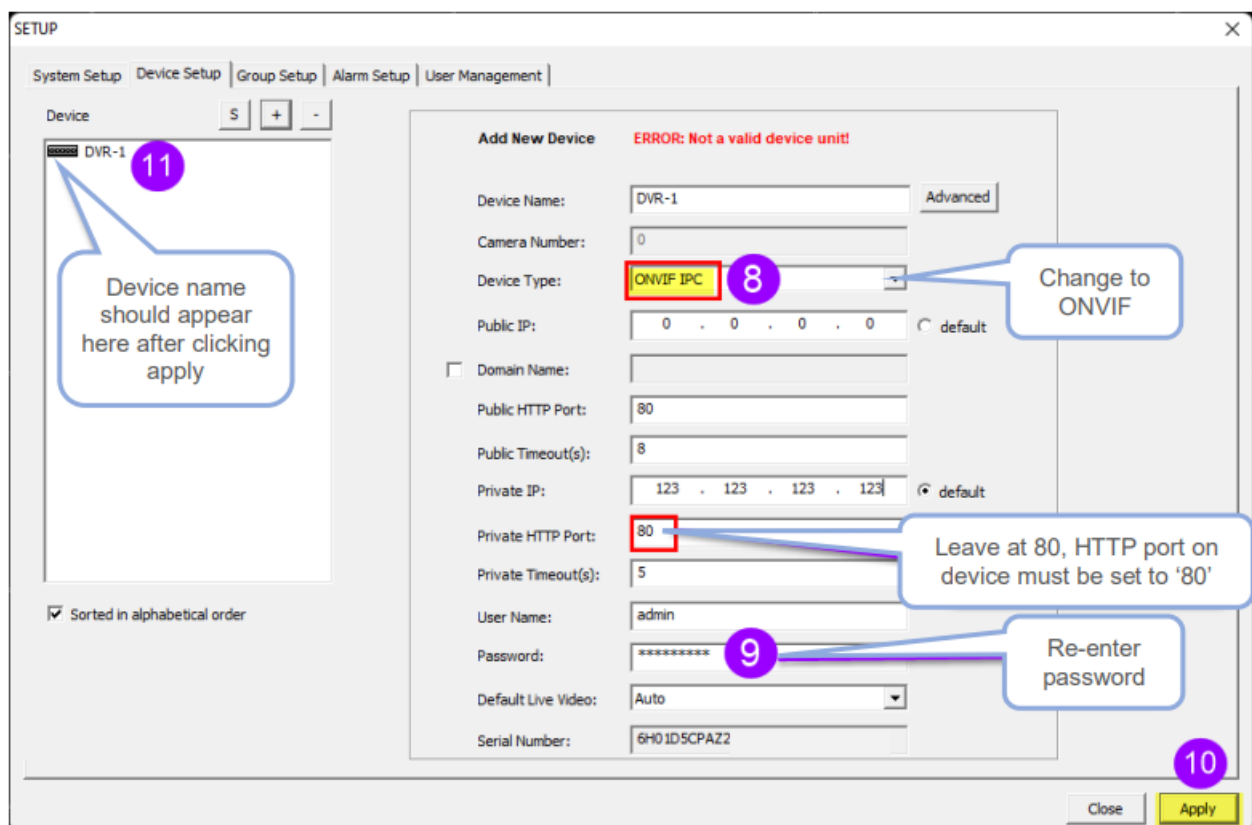 SETUP
System Setup Device Setup Group Setup Alarm Setup User Management
Device S + -
DVR-1 11
Device name
should appear
here after clicking
apply
Sorted in alphabetical order
Add New Device ERROR: Not a valid device unit!
Device Name: DVR-1 Advanced
Camera Number: 0
Device Type: ONVIF IPC 8
Change to
ONVIF
Public IP: 0 . 0 . 0 . 0 default
Domain Name:
Public HTTP Port: 80
Public Timeout(s): 8
Private IP: 123 . 123 . 123 . 123 default
Private HTTP Port: 80
Leave at 80, HTTP port on
device must be set to ‘80’
Private Timeout(s): 5
User Name: admin
Password: ********* 9
Re-enter
password
Default Live Video: Auto
Serial Number: 6H01D5CPAZ2
10
Close Apply